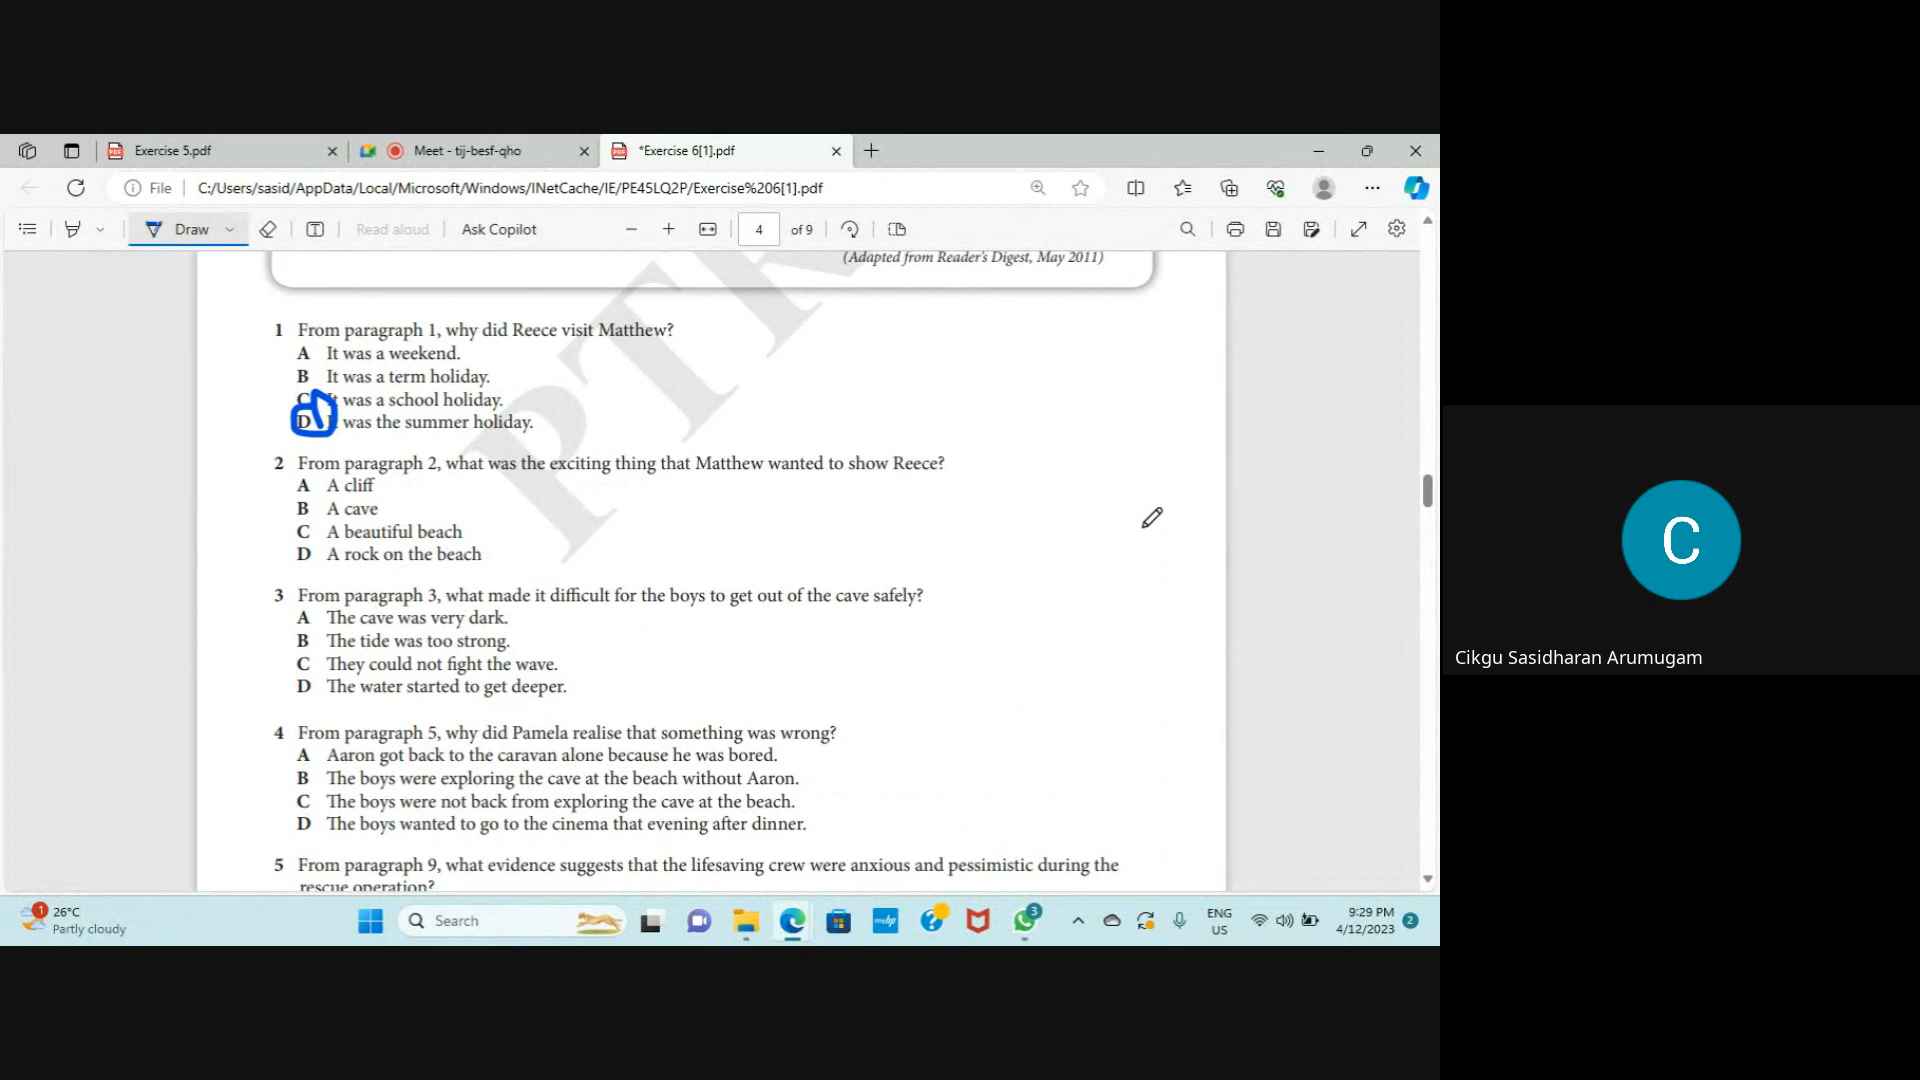 Exercise 5.pdf
Meet - tij-besf-qho
*Exercise 6[1].pdf
File
C:/Users/sasid/AppData/Local/Microsoft/Windows/INetCache/IE/PE45LQ2P/Exercise%206[1].pdf
Draw
Read aloud
Ask Copilot
4
of 9
(Adapted from Reader's Digest, May 2011)
PTR
1 From paragraph 1, why did Reece visit Matthew?
A It was a weekend.
B It was a term holiday.
C It was a school holiday.
D It was the summer holiday.
2 From paragraph 2, what was the exciting thing that Matthew wanted to show Reece?
A A cliff
B A cave
C A beautiful beach
D A rock on the beach
3 From paragraph 3, what made it difficult for the boys to get out of the cave safely?
A The cave was very dark.
B The tide was too strong.
C They could not fight the wave.
D The water started to get deeper.
4 From paragraph 5, why did Pamela realise that something was wrong?
A Aaron got back to the caravan alone because he was bored.
B The boys were exploring the cave at the beach without Aaron.
C The boys were not back from exploring the cave at the beach.
D The boys wanted to go to the cinema that evening after dinner.
5 From paragraph 9, what evidence suggests that the lifesaving crew were anxious and pessimistic during the
rescue operation?
C
Cikgu Sasidharan Arumugam
1
26°C
Partly cloudy
Search
myhp
3
ENG
US
9:29 PM
4/12/2023
2